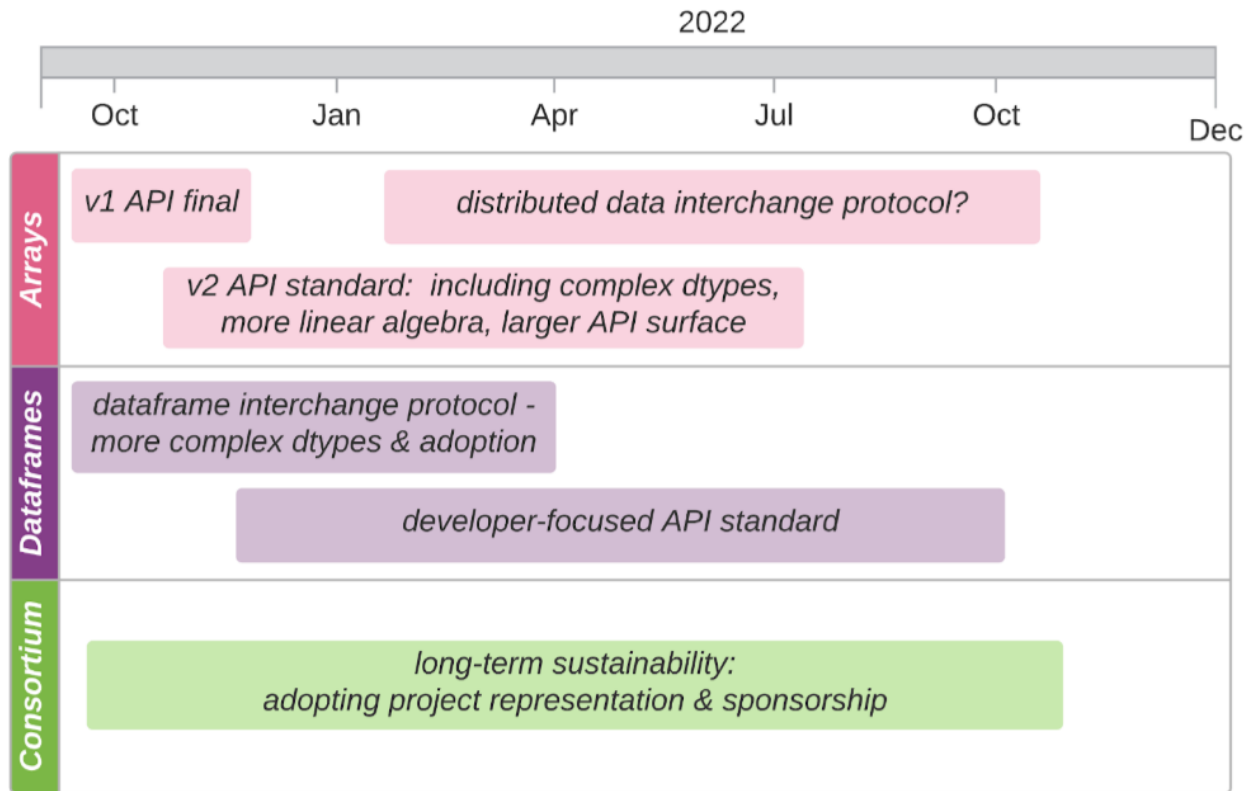 2022
Oct Jan Apr Jul Oct Dec
Arrays
v1 API final
distributed data interchange protocol?
v2 API standard: including complex dtypes,
more linear algebra, larger API surface
Dataframes
dataframe interchange protocol -
more complex dtypes & adoption
developer-focused API standard
Consortium
long-term sustainability:
adopting project representation & sponsorship